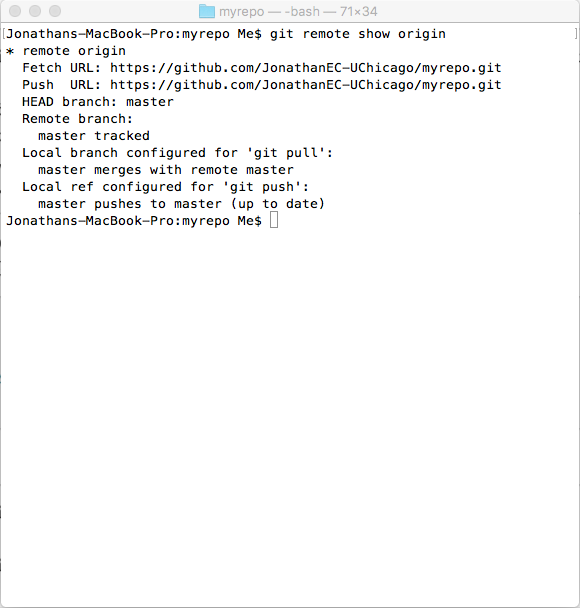 myrepo — -bash — 71×34
[Jonathans-MacBook-Pro:myrepo Me$ git remote show origin ]
* remote origin
  Fetch URL: https://github.com/JonathanEC-UChicago/myrepo.git
  Push  URL: https://github.com/JonathanEC-UChicago/myrepo.git
  HEAD branch: master
  Remote branch:
    master tracked
  Local branch configured for 'git pull':
    master merges with remote master
  Local ref configured for 'git push':
    master pushes to master (up to date)
Jonathans-MacBook-Pro:myrepo Me$